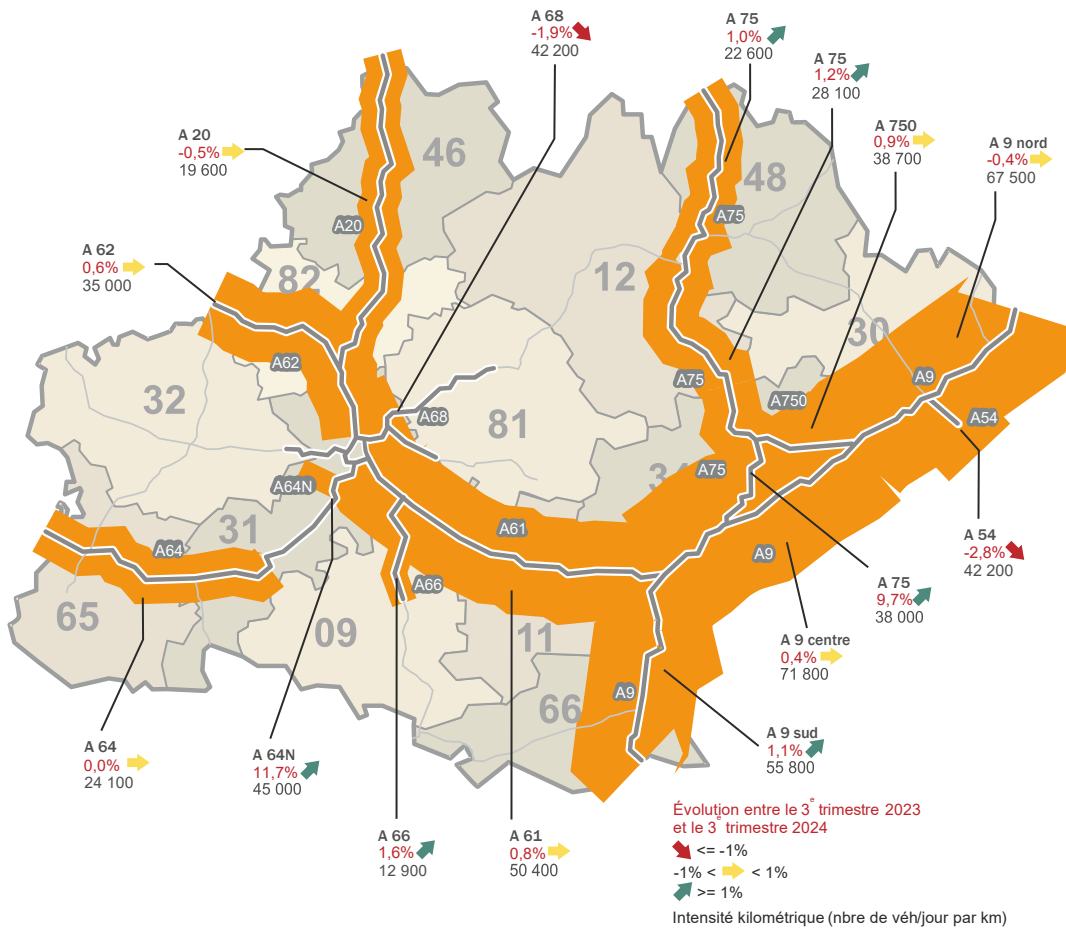 A 68
-1,9%
42 200
A 75
1,0%
22 600
A 75
1,2%
28 100
A 750
0,9%
38 700
A 9 nord
-0,4%
67 500
A 20
-0,5%
19 600
A 62
0,6%
35 000
46
48
A20
A75
82
12
30
A62
A75
A750
A9
32
A68
81
A54
34
A75
A64N
31
A61
A64
A9
A 54
-2,8%
42 200
A66
A 75
9,7%
38 000
65
09
11
A 9 centre
0,4%
71 800
A9
66
A 9 sud
1,1%
55 800
A 64
0,0%
24 100
A 64N
11,7%
45 000
A 66
1,6%
12 900
A 61
0,8%
50 400
Évolution entre le 3e trimestre 2023
et le 3e trimestre 2024
<= -1%
-1% < < 1%
>= 1%
Intensité kilométrique (nbre de véh/jour par km)